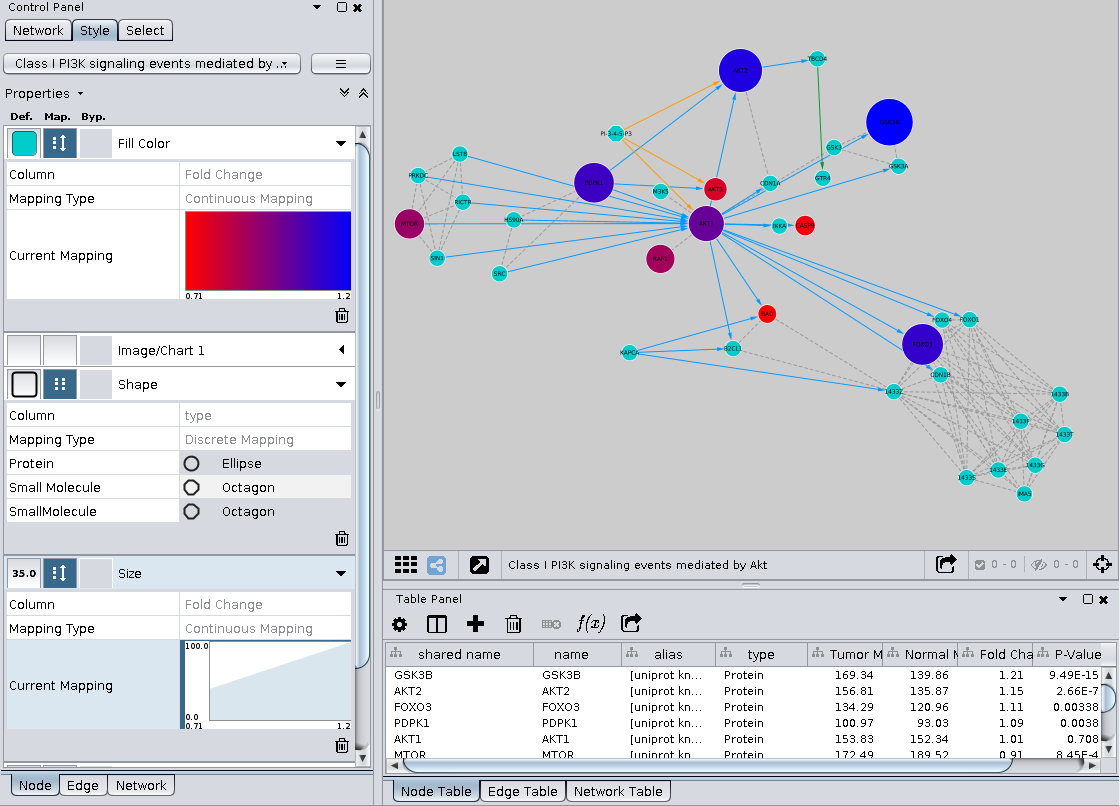 Control Panel
Network Style Select
Class I PI3K signaling events mediated by ...
Properties
Def. Map. Byp.
Fill Color
Column Fold Change
Mapping Type Continuous Mapping
Current Mapping
0.71 1.2
Image/Chart 1
Shape
Column type
Mapping Type Discrete Mapping
Protein Ellipse
Small Molecule Octagon
SmallMolecule Octagon
35.0 Size
Column Fold Change
Mapping Type Continuous Mapping
100.0
Current Mapping
0.0
0.71 1.2
Node Edge Network
AKT2
TBCD4
GSK3B
PI-3-4-5-P3
GSK3
GSK3A
LST8
PRKDC
PDPK1
M3K5
AKT3
CDN1A
GTR4
RICTR
MTOR
HS90A
AKT1
IKKA
CASP9
SIN1
SRC
RAF1
BAD
FOXO4
FOXO1
KAPCA
B2CL1
FOXO3
CDN1B
1433Z
1433B
1433F
1433T
1433G
1433E
1433S
IMA5
Class I PI3K signaling events mediated by Akt
0 - 0 0 - 0
Table Panel
f(x)
shared name name alias type Tumor M Normal M Fold Cha P-Value
GSK3B GSK3B [uniprot kn... Protein 169.34 139.86 1.21 9.49E-15
AKT2 AKT2 [uniprot kn... Protein 156.81 135.87 1.15 2.66E-7
FOXO3 FOXO3 [uniprot kn... Protein 134.29 120.96 1.11 0.00338
PDPK1 PDPK1 [uniprot kn... Protein 100.97 93.03 1.09 0.0038
AKT1 AKT1 [uniprot kn... Protein 153.83 152.34 1.01 0.708
MTOR MTOR [uniprot kn... Protein 172.49 189.52 0.91 8.45E-4
Node Table Edge Table Network Table